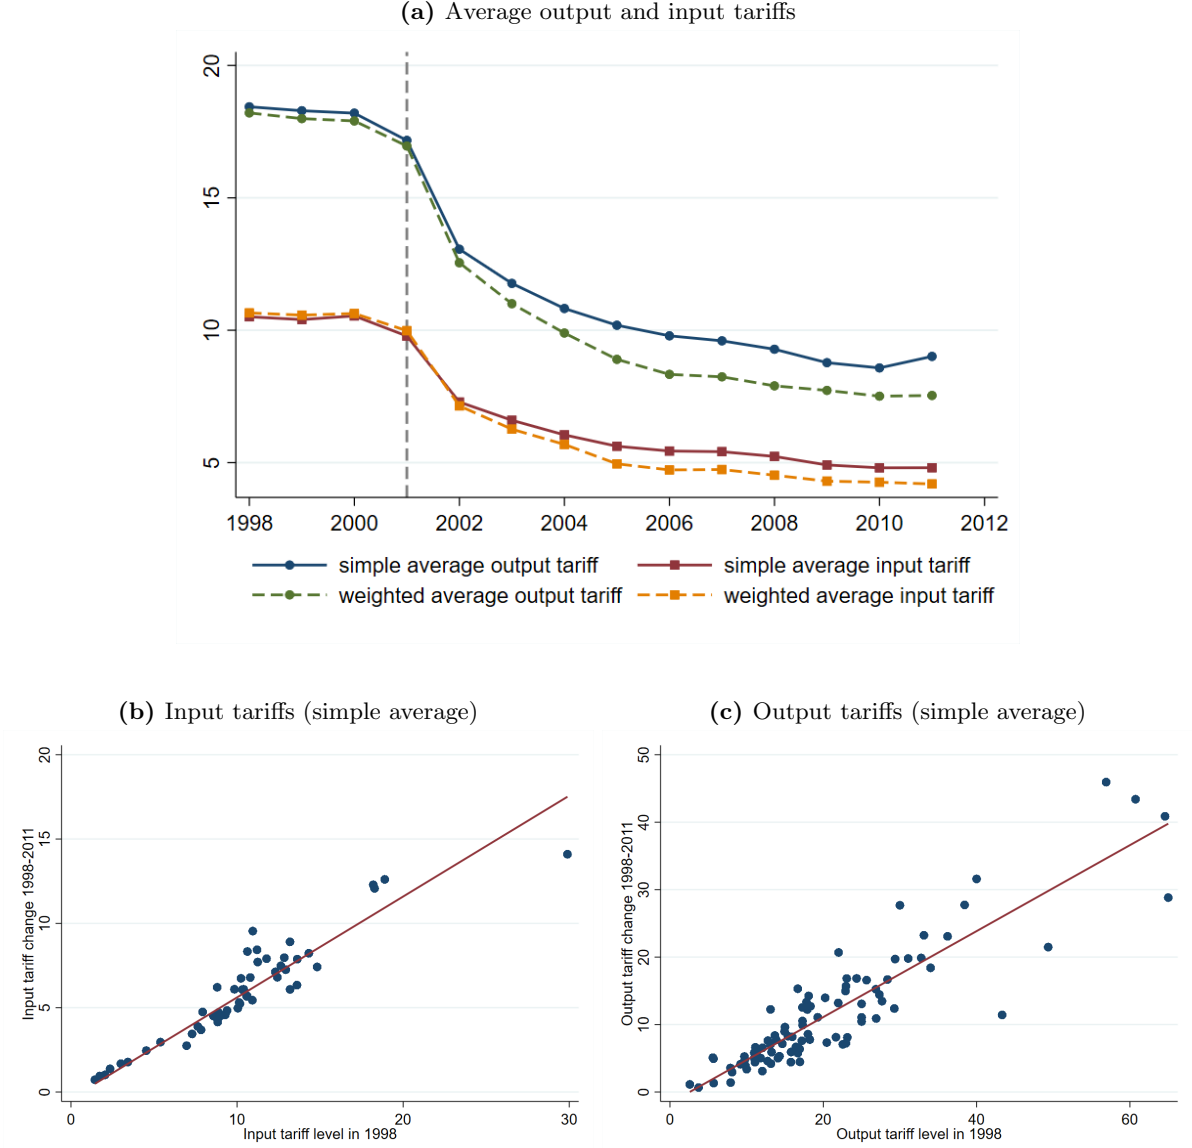 (a) Average output and input tariffs
20
15
10
5
1998 2000 2002 2004 2006 2008 2010 2012
simple average output tariff simple average input tariff
weighted average output tariff weighted average input tariff
(b) Input tariffs (simple average)
Input tariff change 1998-2011
20
15
10
5
0
0 10 20 30
Input tariff level in 1998
(c) Output tariffs (simple average)
Output tariff change 1998-2011
50
40
30
20
10
0
0 20 40 60
Output tariff level in 1998